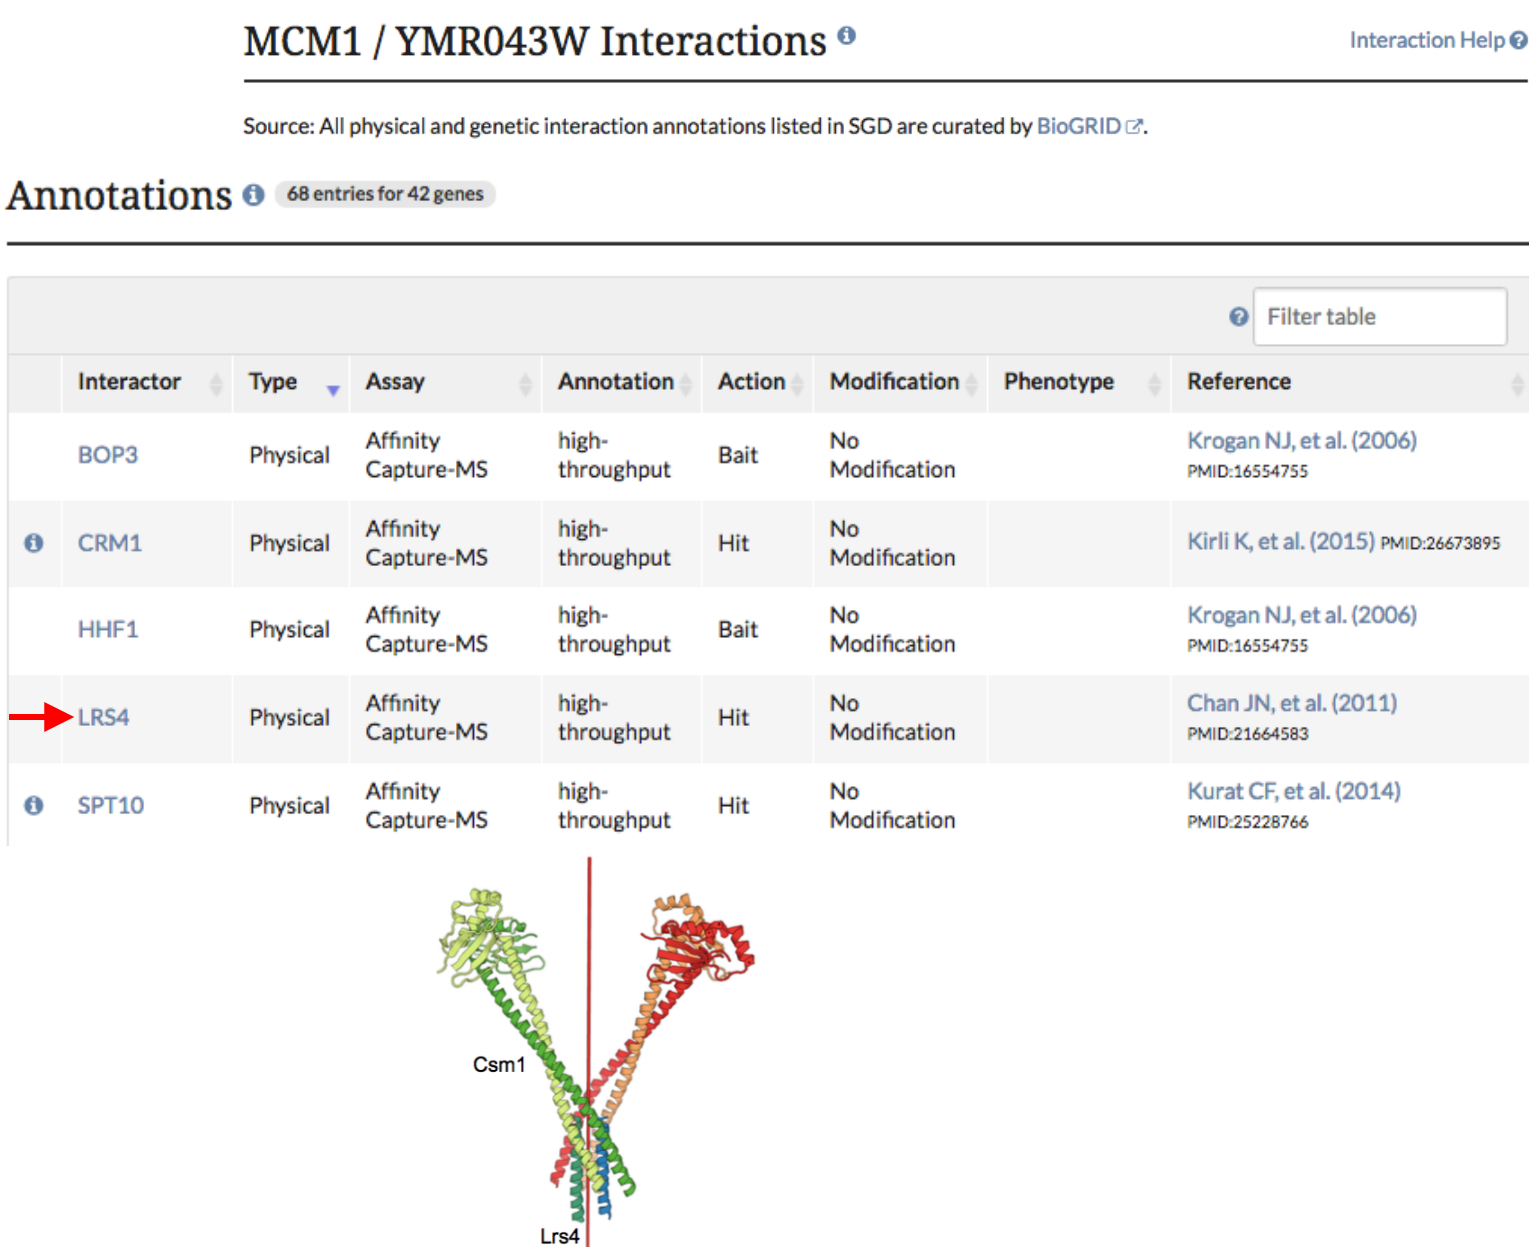 MCM1 / YMR043W Interactions
Interaction Help
Source: All physical and genetic interaction annotations listed in SGD are curated by BioGRID.
Annotations 68 entries for 42 genes
Filter table
Interactor Type Assay Annotation Action Modification Phenotype Reference
BOP3 Physical Affinity Capture-MS high-throughput Bait No Modification Krogan NJ, et al. (2006) PMID:16554755
CRM1 Physical Affinity Capture-MS high-throughput Hit No Modification Kirli K, et al. (2015) PMID:26673895
HHF1 Physical Affinity Capture-MS high-throughput Bait No Modification Krogan NJ, et al. (2006) PMID:16554755
LRS4 Physical Affinity Capture-MS high-throughput Hit No Modification Chan JN, et al. (2011) PMID:21664583
SPT10 Physical Affinity Capture-MS high-throughput Hit No Modification Kurat CF, et al. (2014) PMID:25228766
Csm1
Lrs4